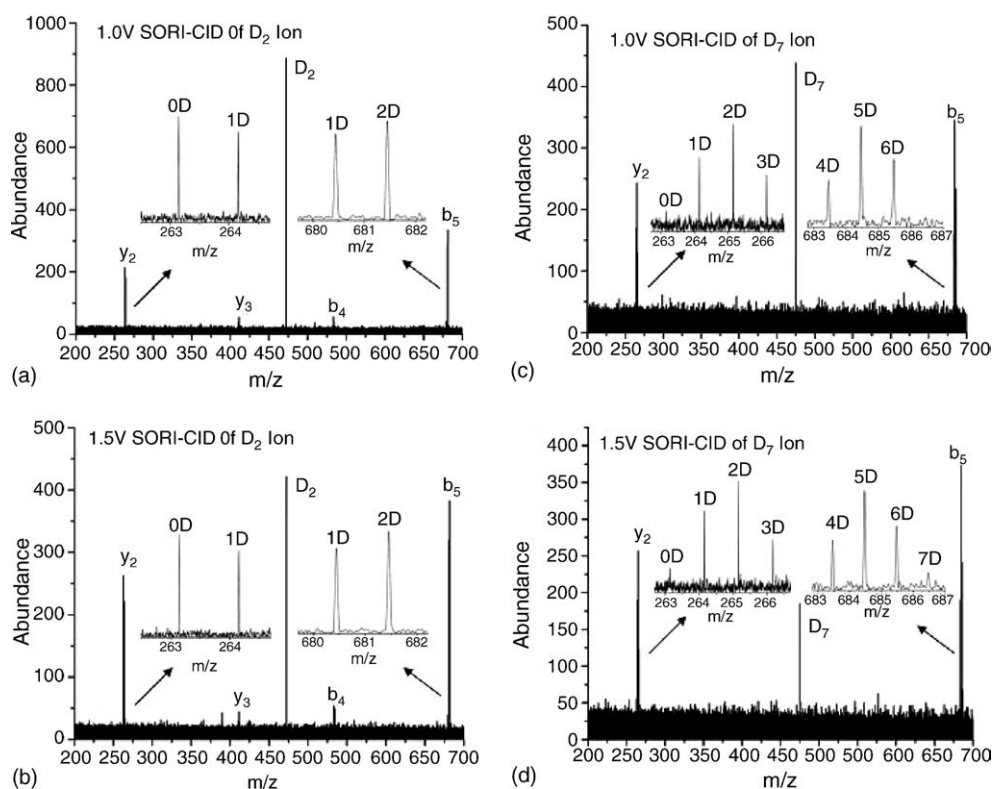 1.0V SORI-CID 0f D2 Ion
Abundance
1000
800
600
400
200
0
D2
0D
1D
263
264
m/z
1D
2D
680
681
682
m/z
y2
y3
b4
b5
200 250 300 350 400 450 500 550 600 650 700
m/z
(a)
1.0V SORI-CID of D7 Ion
Abundance
500
400
300
200
100
0
D7
0D
1D
2D
3D
263 264 265 266
m/z
4D
5D
6D
683 684 685 686 687
m/z
y2
b5
200 250 300 350 400 450 500 550 600 650 700
m/z
(c)
1.5V SORI-CID 0f D2 Ion
Abundance
500
400
300
200
100
0
D2
0D
1D
263
264
m/z
1D
2D
680
681
682
m/z
y2
y3
b4
b5
200 250 300 350 400 450 500 550 600 650 700
m/z
(b)
1.5V SORI-CID of D7 Ion
Abundance
400
350
300
250
200
150
100
50
0
D7
0D
1D
2D
3D
263 264 265 266
m/z
4D
5D
6D
7D
683 684 685 686 687
m/z
y2
b5
200 250 300 350 400 450 500 550 600 650 700
m/z
(d)